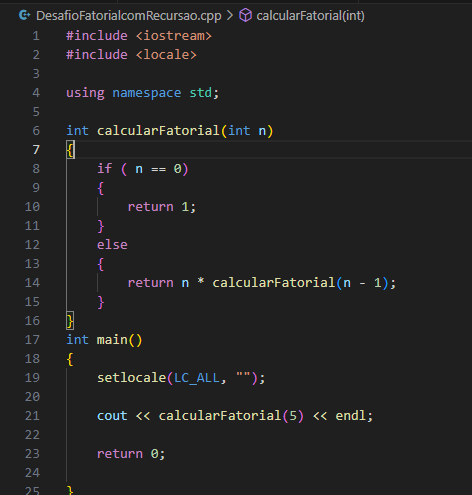 DesafioFatorialcomRecursao.cpp > calcularFatorial(int)
1 #include <iostream>
2 #include <locale>
3
4 using namespace std;
5
6 int calcularFatorial(int n)
7 {
8 if ( n == 0)
9 {
10 return 1;
11 }
12 else
13 {
14 return n * calcularFatorial(n - 1);
15 }
16 }
17 int main()
18 {
19 setlocale(LC_ALL, "");
20
21 cout << calcularFatorial(5) << endl;
22
23 return 0;
24
25 }